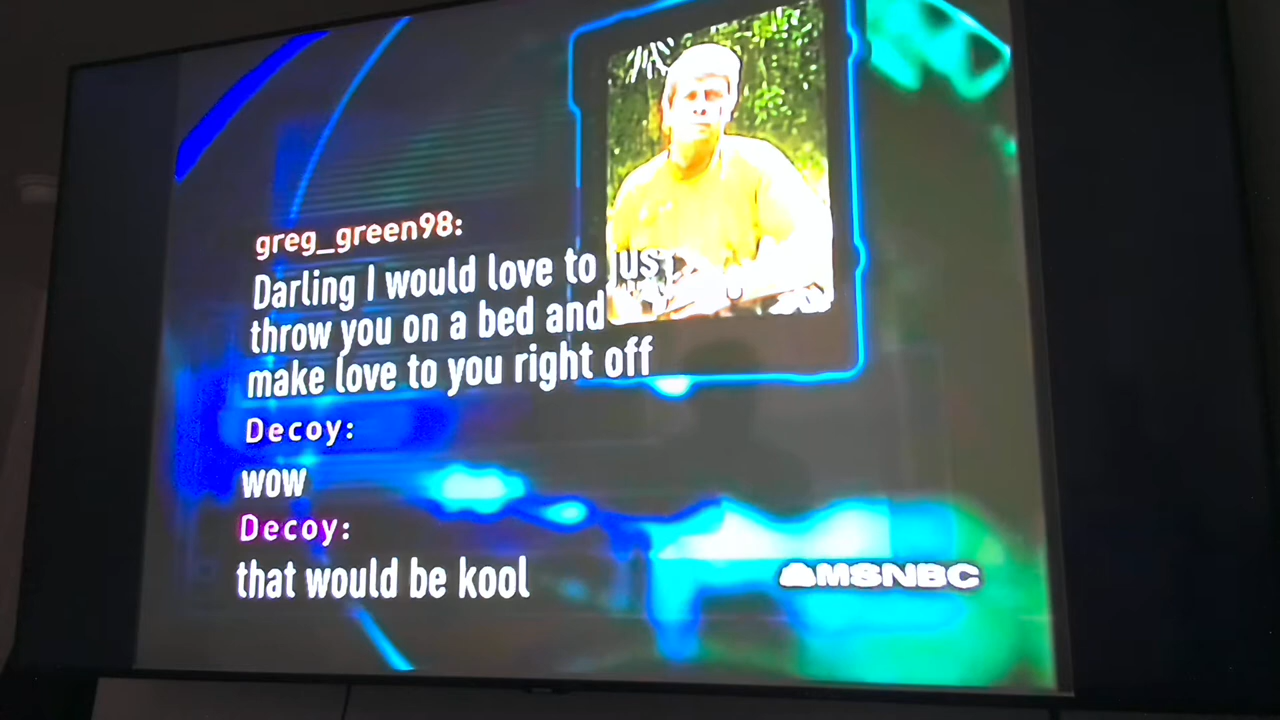 greg_green98:
Darling I would love to just
throw you on a bed and
make love to you right off
Decoy:
wow
Decoy:
that would be kool
MSNBC